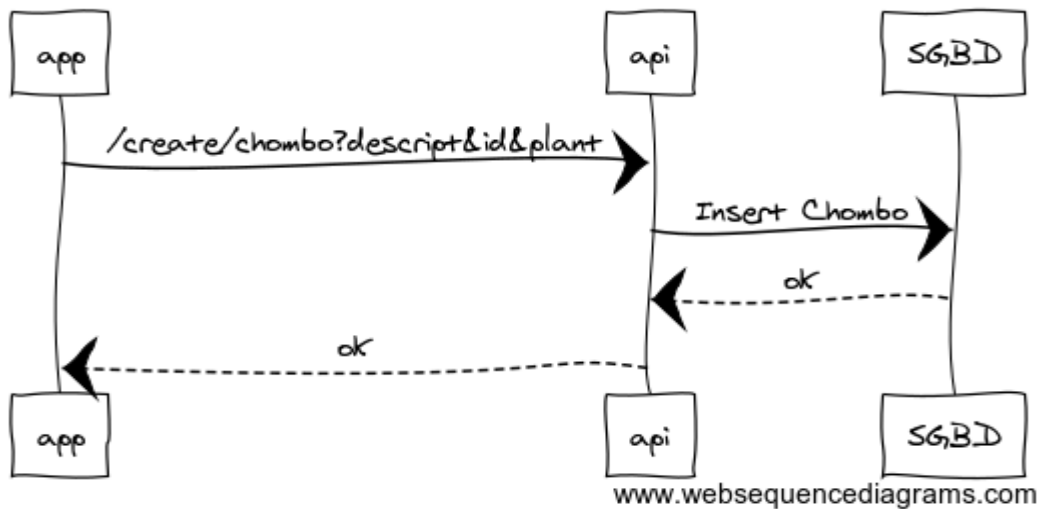 app
api
SGBD
/create/chombo?descript&id&plant
Insert Chombo
ok
ok
app
api
SGBD
www.websequencediagrams.com